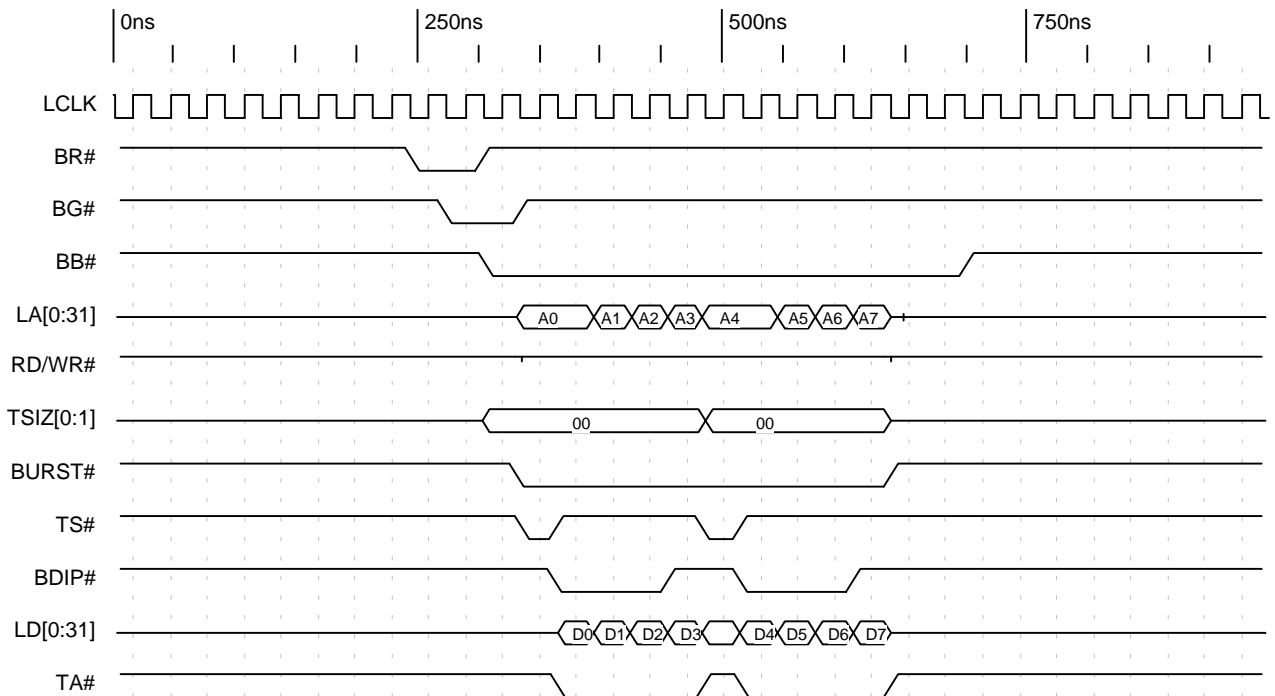 0ns 250ns 500ns 750ns
LCLK
BR#
BG#
BB#
LA[0:31] A0 A1 A2 A3 A4 A5 A6 A7
RD/WR#
TSIZ[0:1] 00 00
BURST#
TS#
BDIP#
LD[0:31] D0 D1 D2 D3 D4 D5 D6 D7
TA#